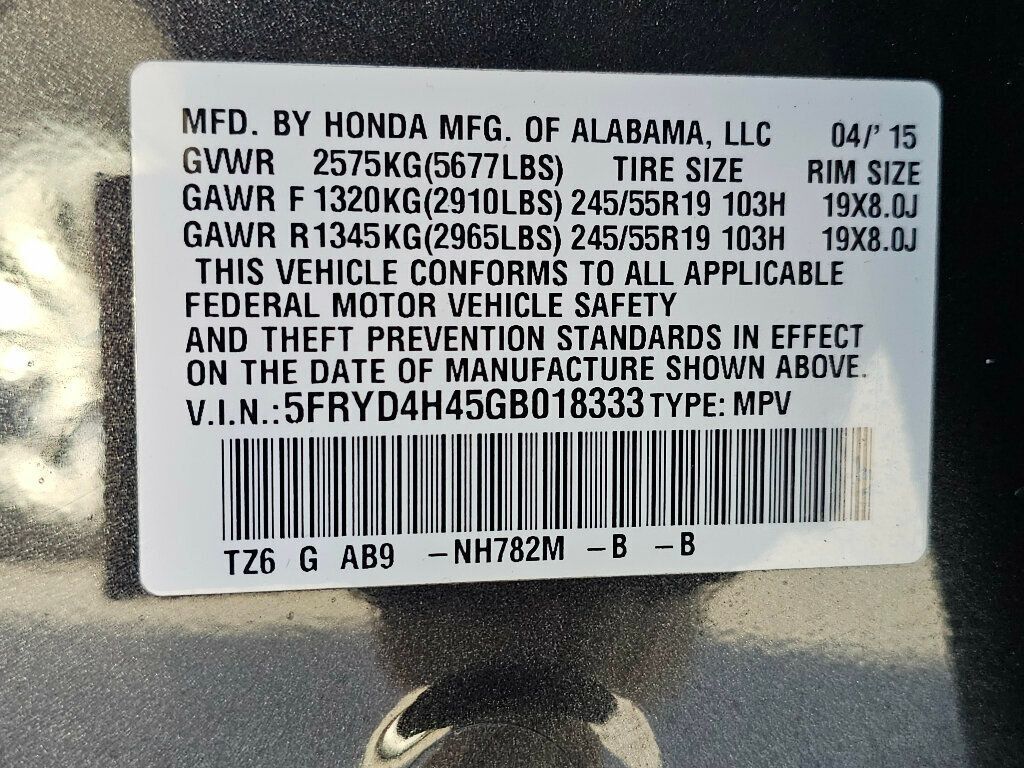 MFD. BY HONDA MFG. OF ALABAMA, LLC 04/' 15
GVWR 2575KG(5677LBS) TIRE SIZE RIM SIZE
GAWR F 1320KG(2910LBS) 245/55R19 103H 19X8.0J
GAWR R1345KG(2965LBS) 245/55R19 103H 19X8.0J
THIS VEHICLE CONFORMS TO ALL APPLICABLE
FEDERAL MOTOR VEHICLE SAFETY
AND THEFT PREVENTION STANDARDS IN EFFECT
ON THE DATE OF MANUFACTURE SHOWN ABOVE.
V.I.N.: 5FRYD4H45GB018333 TYPE: MPV
TZ6 G AB9 -NH782M -B -B